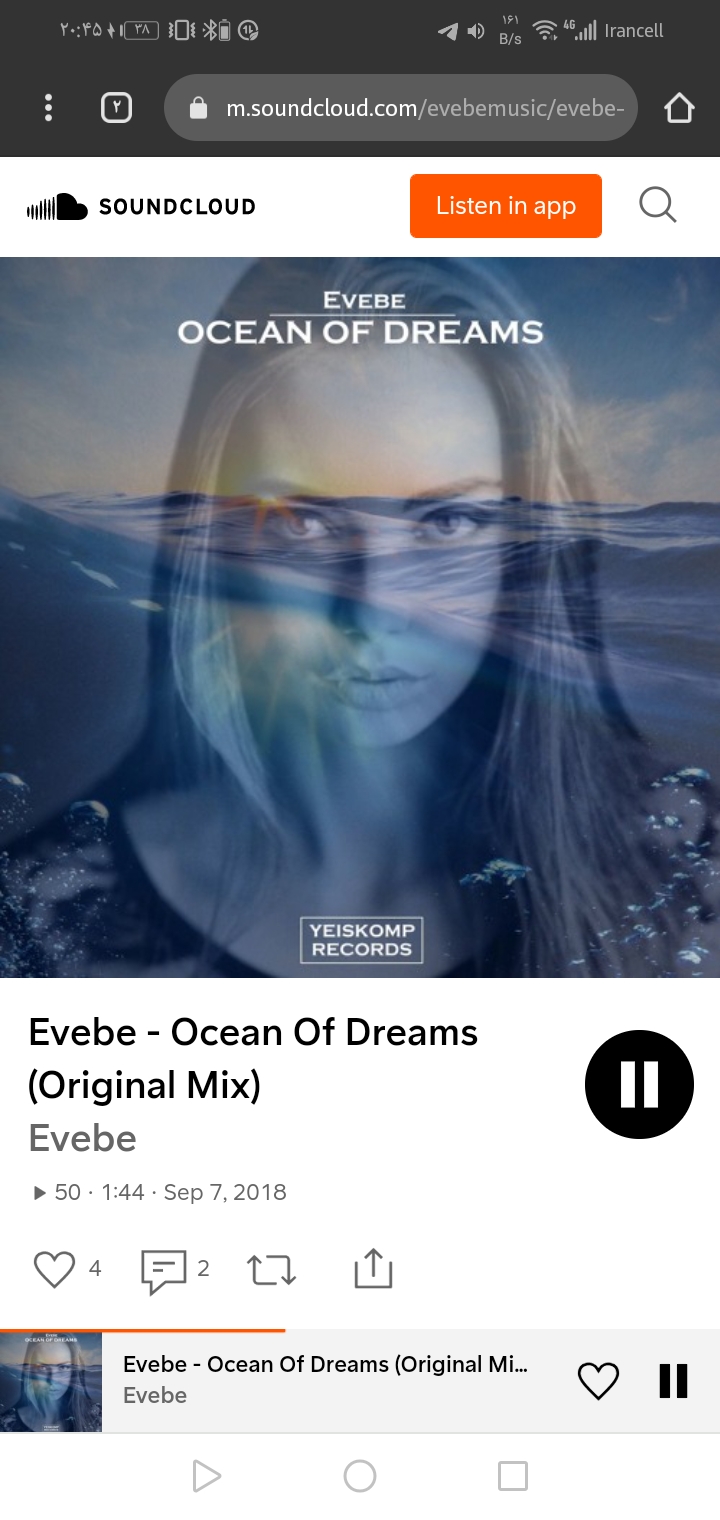 ۲۰:۴۵
۳۸
۱۶۱
B/s
4G
Irancell
۲
m.soundcloud.com/evebemusic/evebe-
SOUNDCLOUD
Listen in app
EVEBE
OCEAN OF DREAMS
YEISKOMP
RECORDS
Evebe - Ocean Of Dreams
(Original Mix)
Evebe
50 · 1:44 · Sep 7, 2018
4
2
Evebe - Ocean Of Dreams (Original Mi...
Evebe